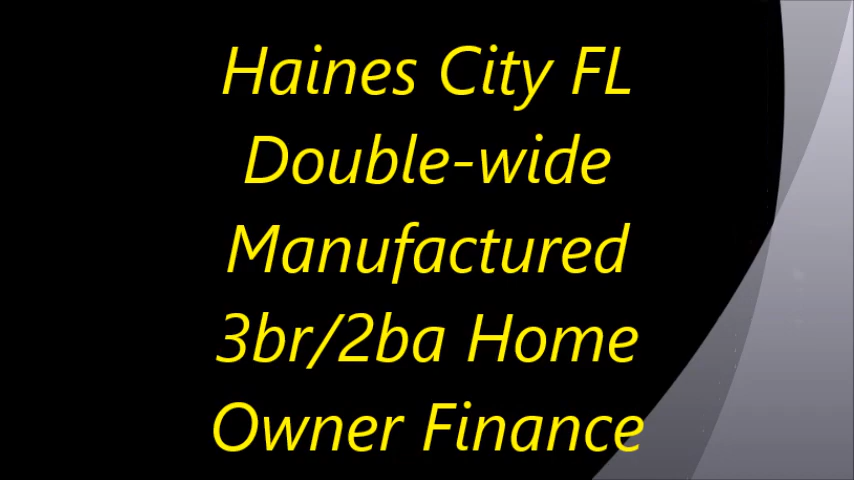 Haines City FL
Double-wide
Manufactured
3br/2ba Home
Owner Finance